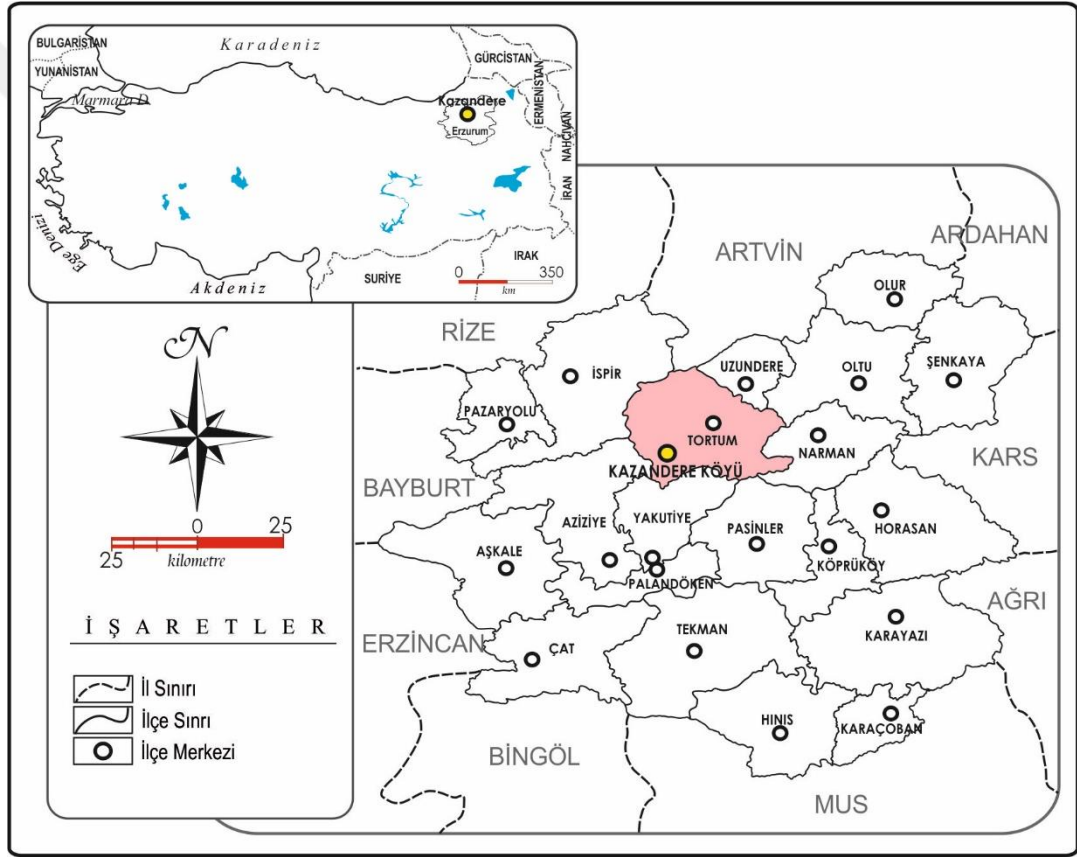 BULGARİSTAN
YUNANİSTAN
Karadeniz
GÜRCİSTAN
ERMENİSTAN
NAHÇIVAN
İRAN
Marmara D.
Kazandere
Erzurum
Ege Denizi
Akdeniz
SURİYE
IRAK
0 350
km
N
25 0 25
kilometre
İŞARETLER
İl Sınırı
İlçe Sınrı
İlçe Merkezi
ARTVİN
ARDAHAN
RİZE
OLUR
İSPİR
UZUNDERE
OLTU
ŞENKAYA
PAZARYOLU
TORTUM
NARMAN
KARS
KAZANDERE KÖYÜ
BAYBURT
AZİZİYE
YAKUTİYE
PASİNLER
HORASAN
AŞKALE
KÖPRÜKÖY
PALANDÖKEN
AĞRI
ERZİNCAN
ÇAT
TEKMAN
KARAYAZI
HINIS
KARAÇOBAN
BİNGÖL
MUS